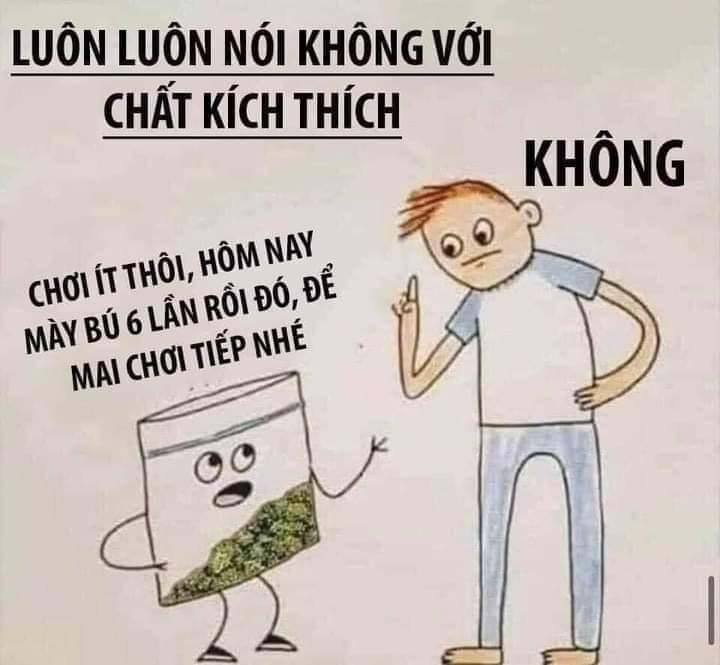 LUÔN LUÔN NÓI KHÔNG VỚI
CHẤT KÍCH THÍCH
KHÔNG
CHƠI ÍT THÔI, HÔM NAY
MÀY BÚ 6 LẦN RỒI ĐÓ, ĐỂ
MAI CHƠI TIẾP NHÉ